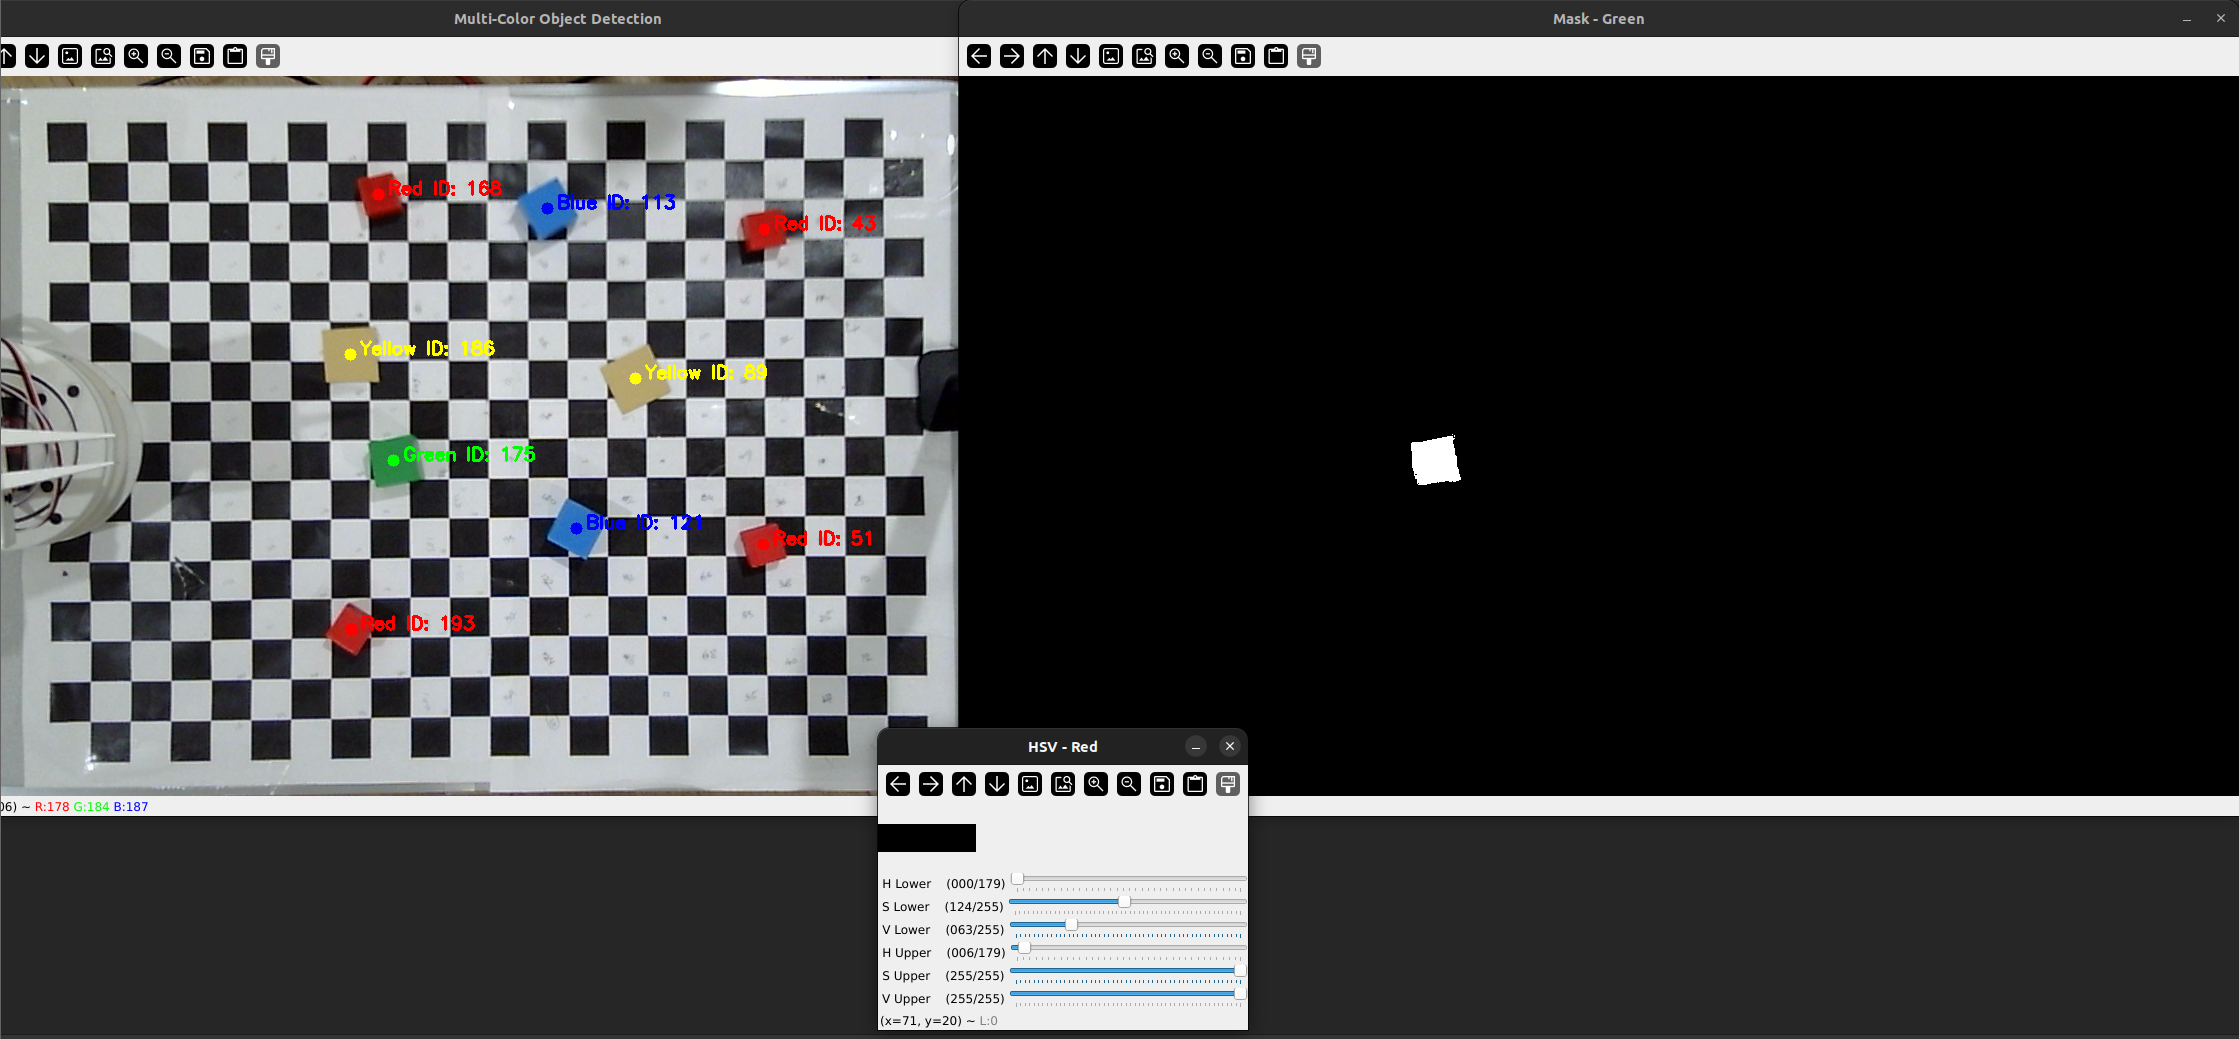 Multi-Color Object Detection
Mask - Green
Red ID: 168
Blue ID: 113
Red ID: 43
Yellow ID: 186
Yellow ID: 89
Green ID: 175
Blue ID: 121
Red ID: 51
Red ID: 193
06) ~ R:178 G:184 B:187
HSV - Red
H Lower (000/179)
S Lower (124/255)
V Lower (063/255)
H Upper (006/179)
S Upper (255/255)
V Upper (255/255)
(x=71, y=20) ~ L:0